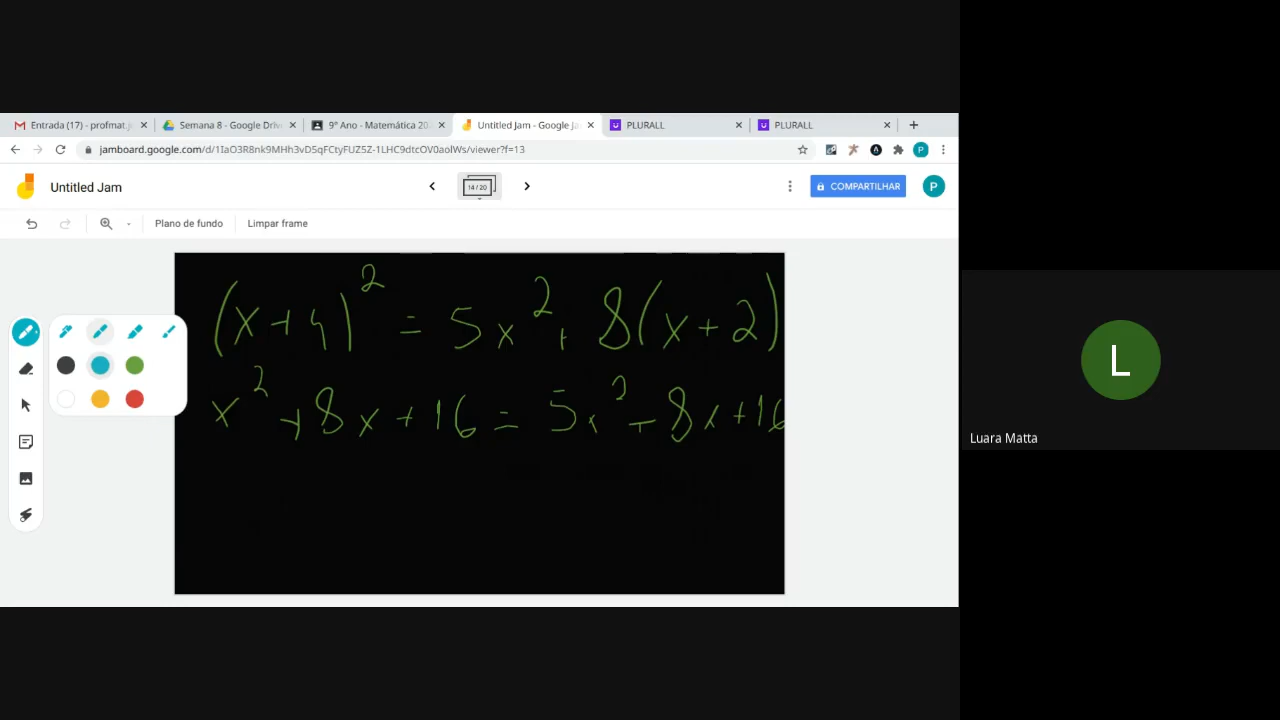 Entrada (17) - profmat.j
Semana 8 - Google Driv
9º Ano - Matemática 20
Untitled Jam - Google Ja
PLURALL
PLURALL
jamboard.google.com/d/1IaO3R8nk9MHh3vD5qFCtyFUZ5Z-1LHC9dtcOV0aolWs/viewer?f=13
Untitled Jam
14 / 20
COMPARTILHAR
P
Plano de fundo
Limpar frame
(x+4)² = 5x² + 8(x+2)
x² + 8x + 16 = 5x² + 8x + 16
L
Luara Matta